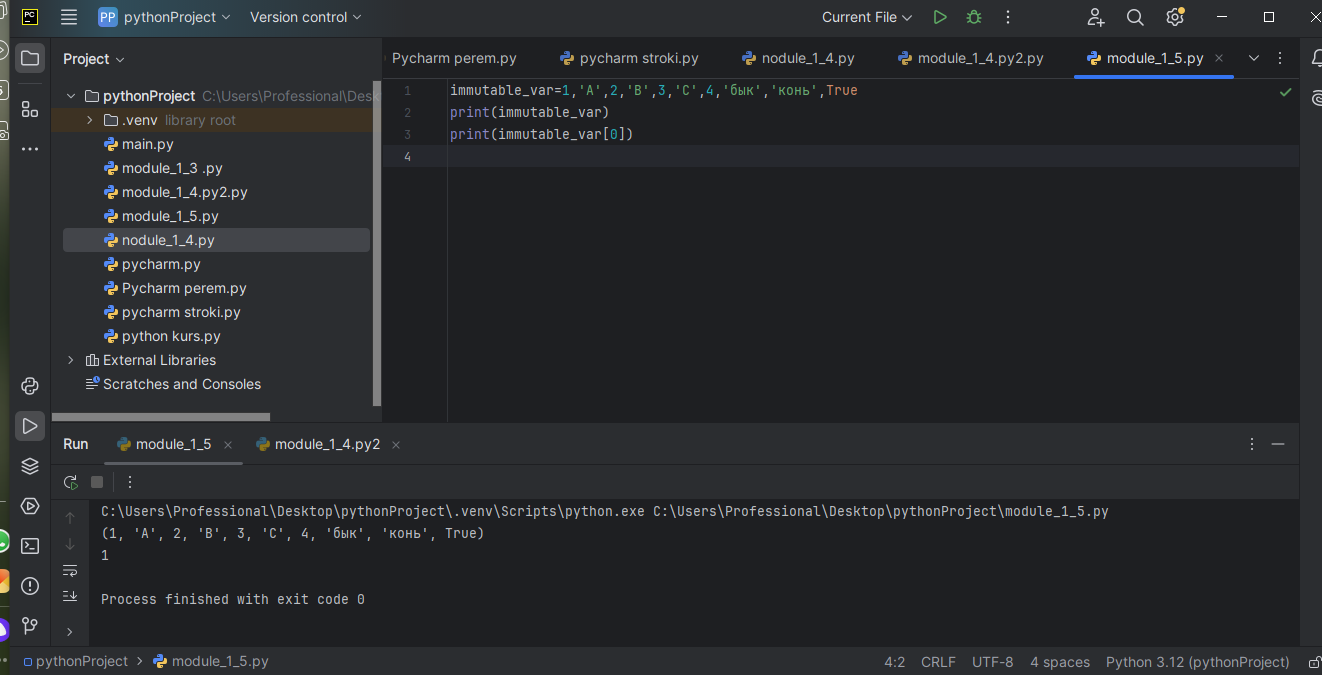 PC PP pythonProject Version control Current File
Project
pythonProject C:\Users\Professional\Desk
.venv library root
main.py
module_1_3 .py
module_1_4.py2.py
module_1_5.py
nodule_1_4.py
pycharm.py
Pycharm perem.py
pycharm stroki.py
python kurs.py
External Libraries
Scratches and Consoles
Pycharm perem.py pycharm stroki.py nodule_1_4.py module_1_4.py2.py module_1_5.py
1 immutable_var=1,'A',2,'B',3,'C',4,'бык','конь',True
2 print(immutable_var)
3 print(immutable_var[0])
4
Run module_1_5 module_1_4.py2
C:\Users\Professional\Desktop\pythonProject\.venv\Scripts\python.exe C:\Users\Professional\Desktop\pythonProject\module_1_5.py
(1, 'A', 2, 'B', 3, 'C', 4, 'бык', 'конь', True)
1
Process finished with exit code 0
pythonProject > module_1_5.py 4:2 CRLF UTF-8 4 spaces Python 3.12 (pythonProject)